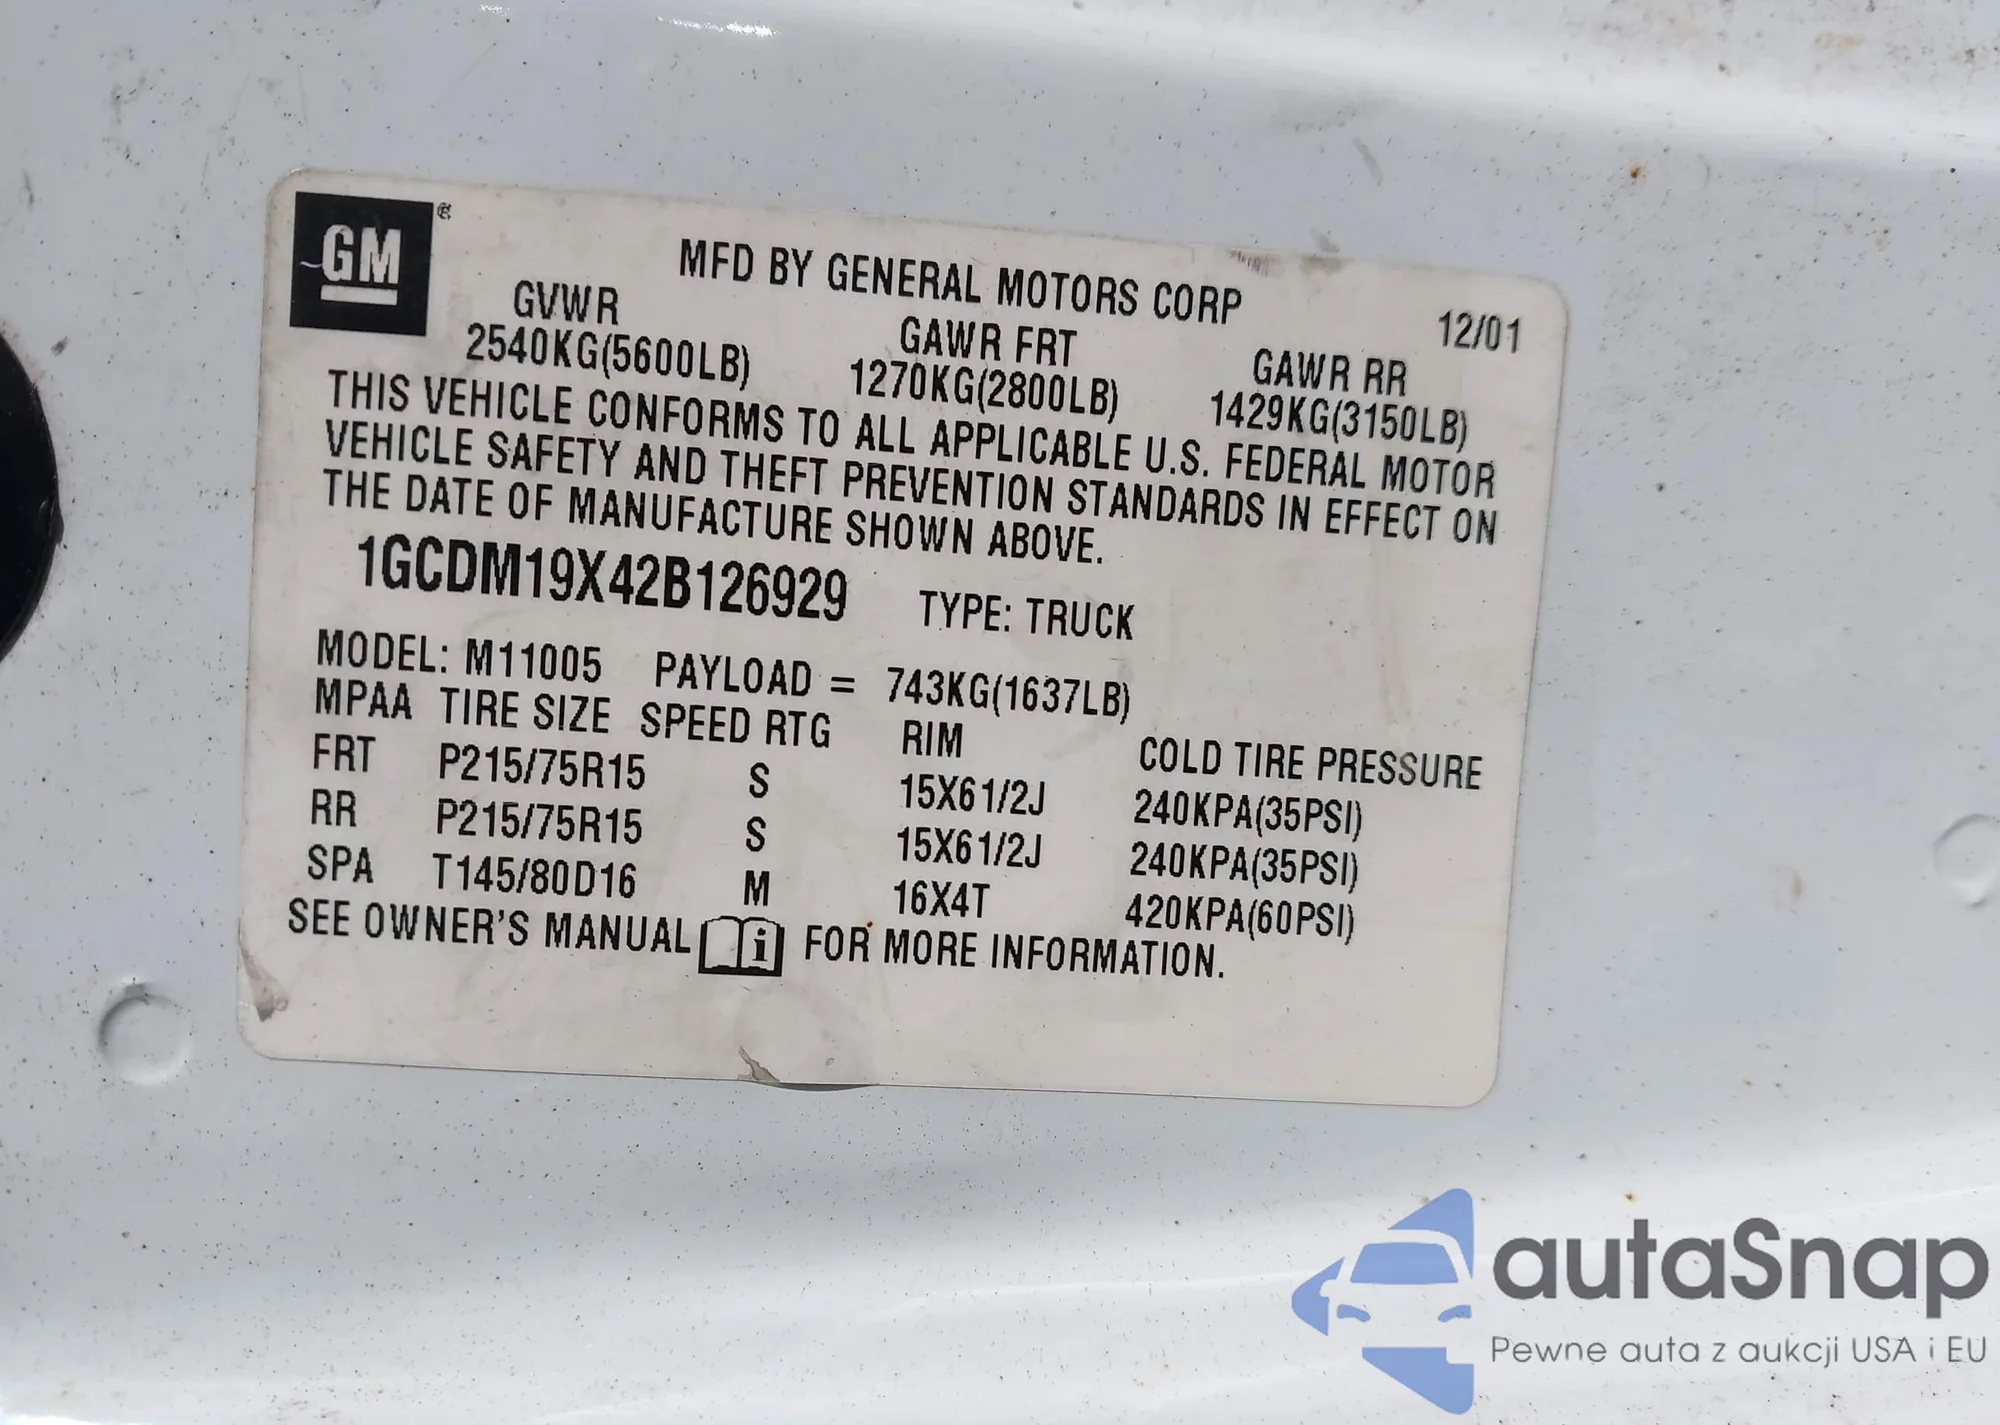 GM
MFD BY GENERAL MOTORS CORP
12/01
GVWR GAWR FRT GAWR RR
2540KG(5600LB) 1270KG(2800LB) 1429KG(3150LB)
THIS VEHICLE CONFORMS TO ALL APPLICABLE U.S. FEDERAL MOTOR
VEHICLE SAFETY AND THEFT PREVENTION STANDARDS IN EFFECT ON
THE DATE OF MANUFACTURE SHOWN ABOVE.
1GCDM19X42B126929 TYPE: TRUCK
MODEL: M11005 PAYLOAD = 743KG(1637LB)
MPAA TIRE SIZE SPEED RTG RIM COLD TIRE PRESSURE
FRT P215/75R15 S 15X61/2J 240KPA(35PSI)
RR P215/75R15 S 15X61/2J 240KPA(35PSI)
SPA T145/80D16 M 16X4T 420KPA(60PSI)
SEE OWNER'S MANUAL i FOR MORE INFORMATION.
autaSnap
Pewne auta z aukcji USA i EU